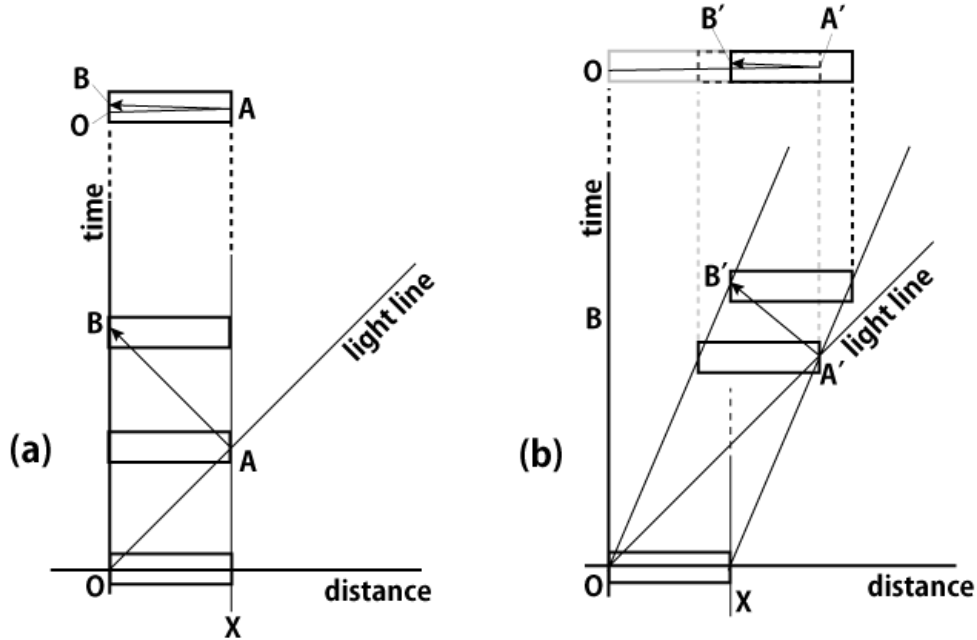 B
O
A
time
B
light line
(a)
A
O
distance
X
B′
A′
O
time
B′
B
light line
A′
(b)
O
distance
X